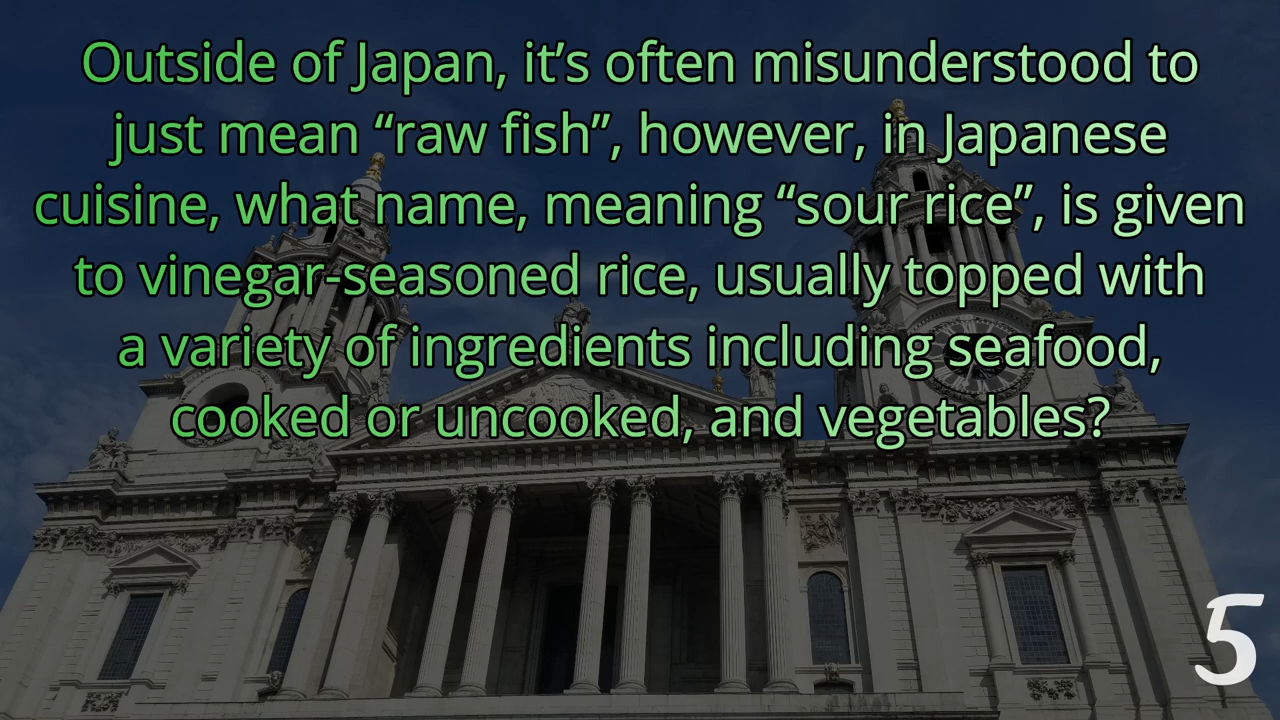 Outside of Japan, it’s often misunderstood to
just mean “raw fish”, however, in Japanese
cuisine, what name, meaning “sour rice”, is given
to vinegar-seasoned rice, usually topped with
a variety of ingredients including seafood,
cooked or uncooked, and vegetables?
5